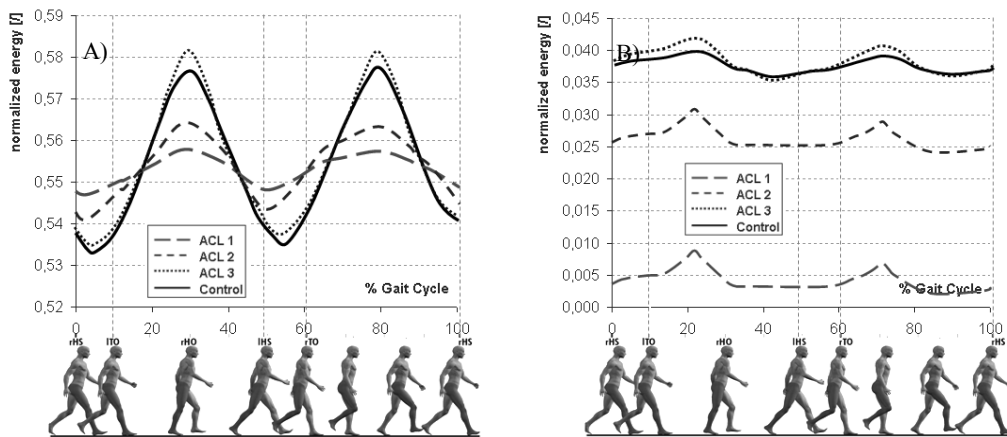 A)
normalized energy [/]
0,59
0,58
0,57
0,56
0,55
0,54
0,53
0,52
ACL 1
ACL 2
ACL 3
Control
% Gait Cycle
0 20 40 60 80 100
rHS lTO rHO lHS rTO rHS
B)
normalized energy [/]
0,045
0,040
0,035
0,030
0,025
0,020
0,015
0,010
0,005
0,000
ACL 1
ACL 2
ACL 3
Control
% Gait Cycle
0 20 40 60 80 100
rHS lTO rHO lHS rTO rHS